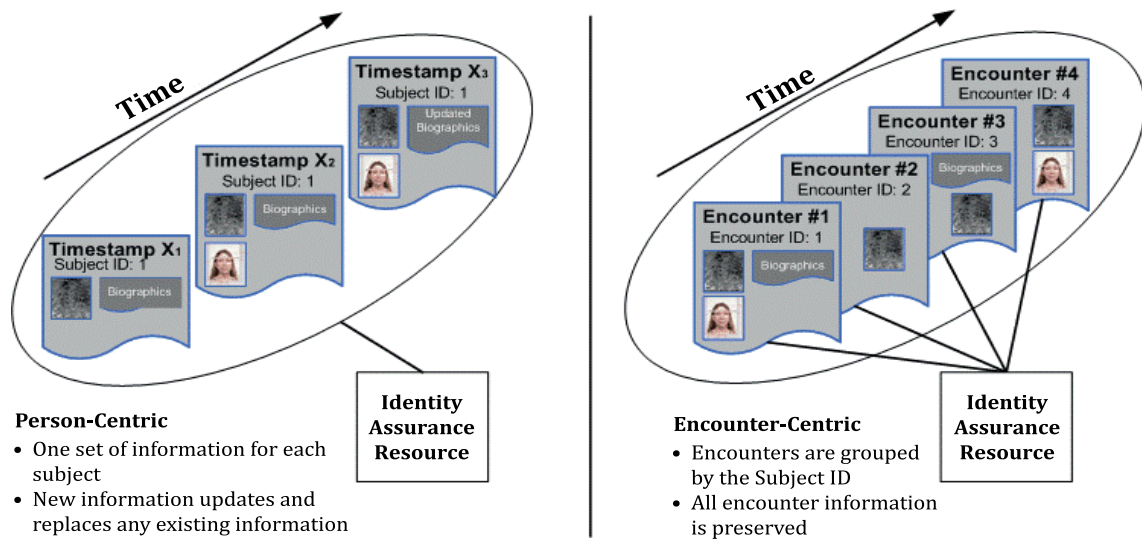 Time
Timestamp X₃
Subject ID: 1
Updated
Biographics
Timestamp X₂
Subject ID: 1
Biographics
Timestamp X₁
Subject ID: 1
Biographics
Identity
Assurance
Resource
Person-Centric
• One set of information for each
subject
• New information updates and
replaces any existing information
Time
Encounter #4
Encounter ID: 4
Encounter #3
Encounter ID: 3
Biographics
Encounter #2
Encounter ID: 2
Encounter #1
Encounter ID: 1
Biographics
Identity
Assurance
Resource
Encounter-Centric
• Encounters are grouped
by the Subject ID
• All encounter information
is preserved